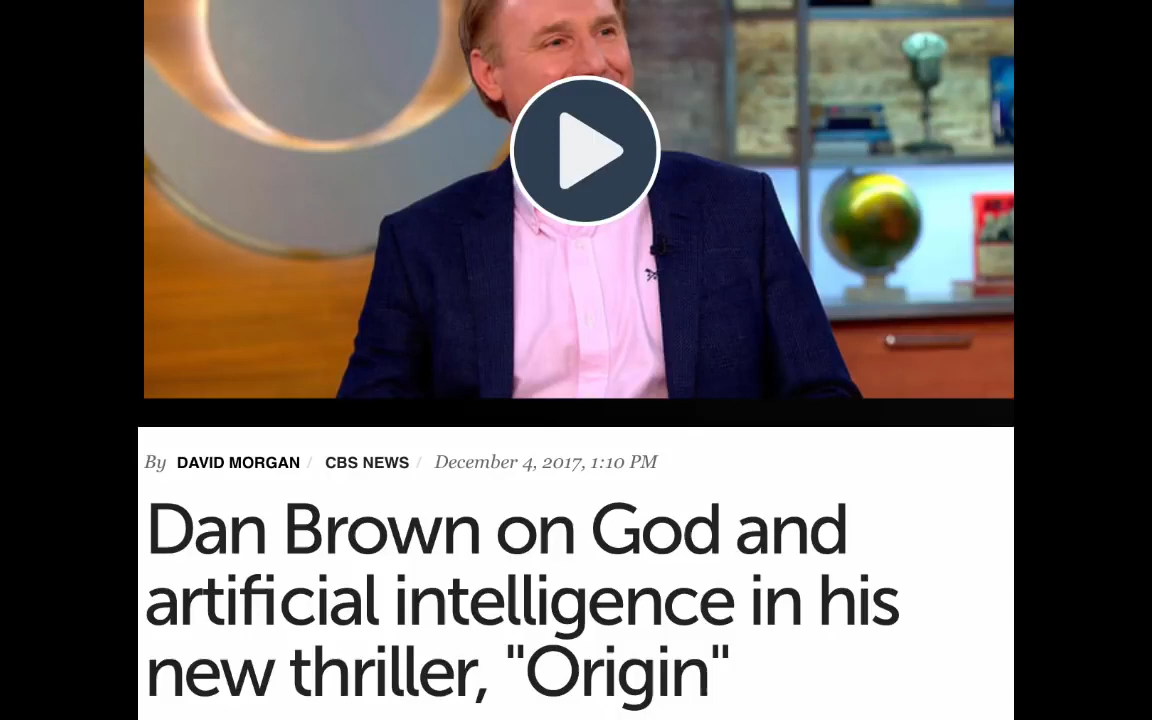 By DAVID MORGAN / CBS NEWS / December 4, 2017, 1:10 PM
Dan Brown on God and
artificial intelligence in his
new thriller, "Origin"